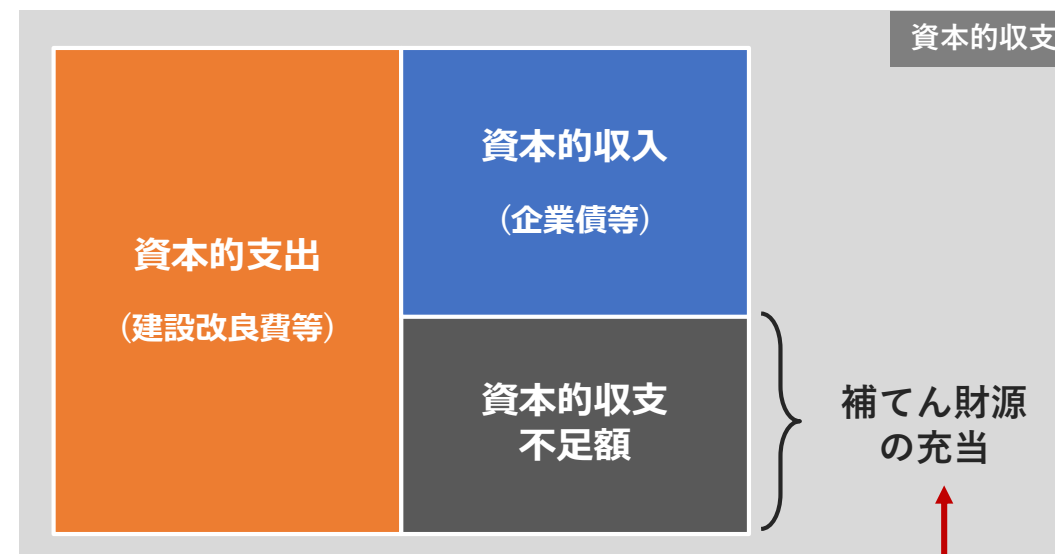 資本的収支
資本的支出
(建設改良費等)
資本的収入
(企業債等)
資本的収支
不足額
補てん財源
の充当